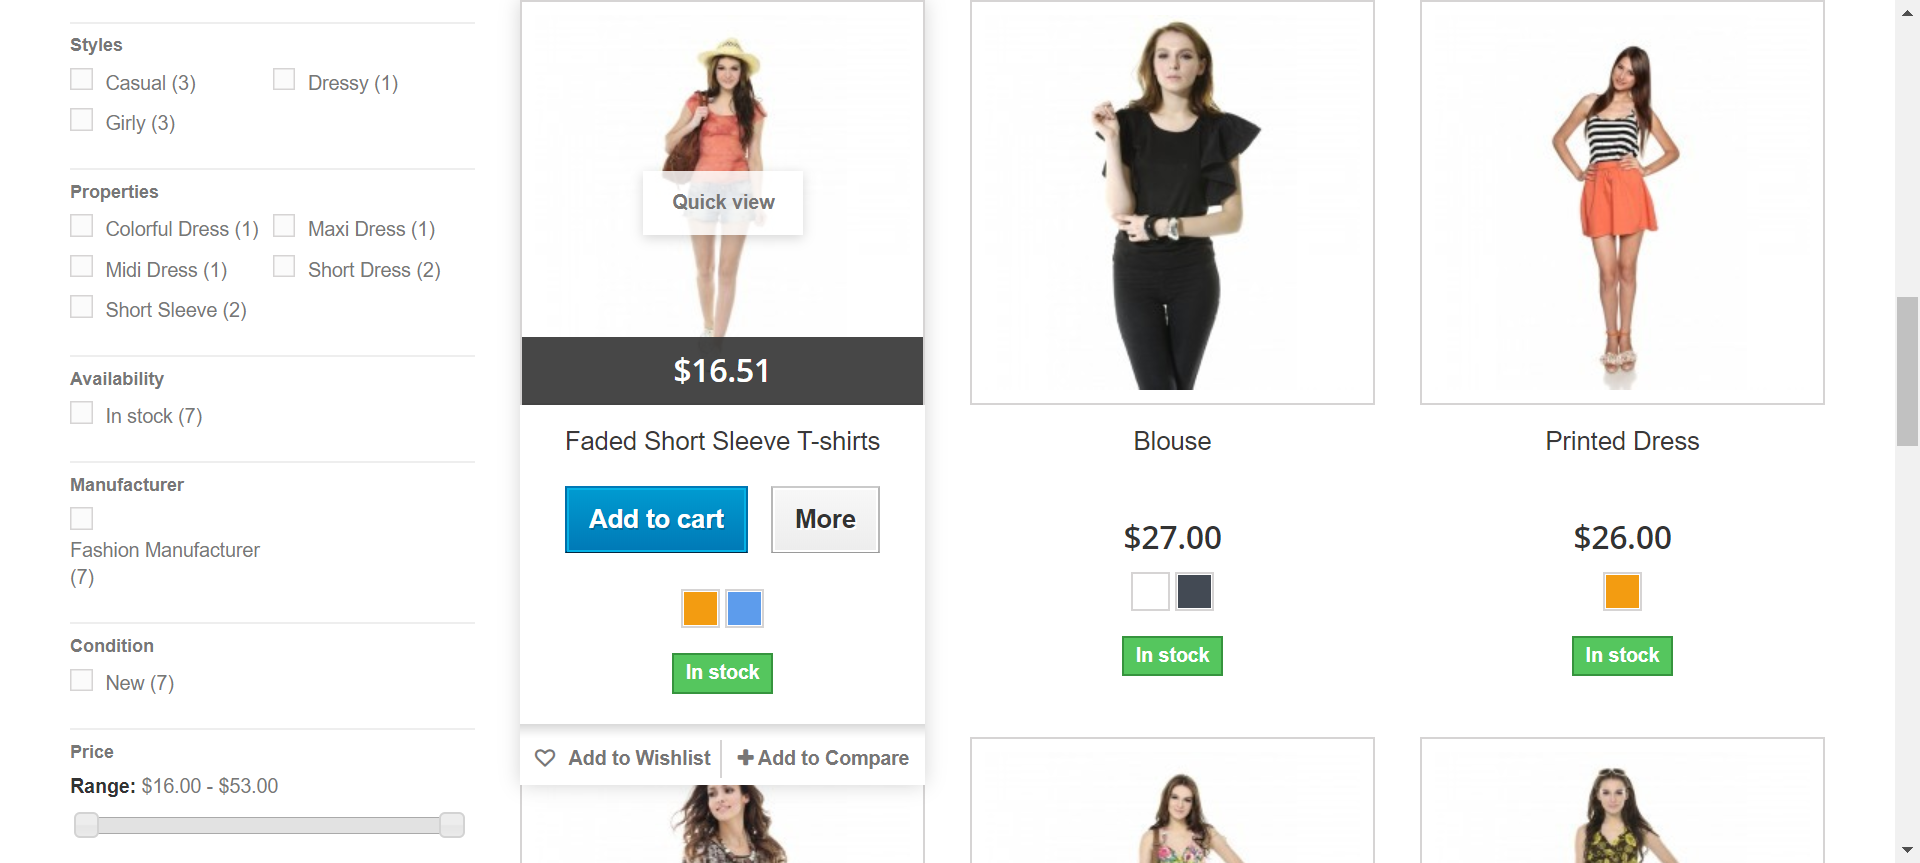 Styles
Casual (3)
Dressy (1)
Girly (3)
Properties
Colorful Dress (1)
Maxi Dress (1)
Midi Dress (1)
Short Dress (2)
Short Sleeve (2)
Availability
In stock (7)
Manufacturer
Fashion Manufacturer
(7)
Condition
New (7)
Price
Range: $16.00 - $53.00
Quick view
$16.51
Faded Short Sleeve T-shirts
Add to cart
More
In stock
Add to Wishlist
Add to Compare
Blouse
$27.00
In stock
Printed Dress
$26.00
In stock